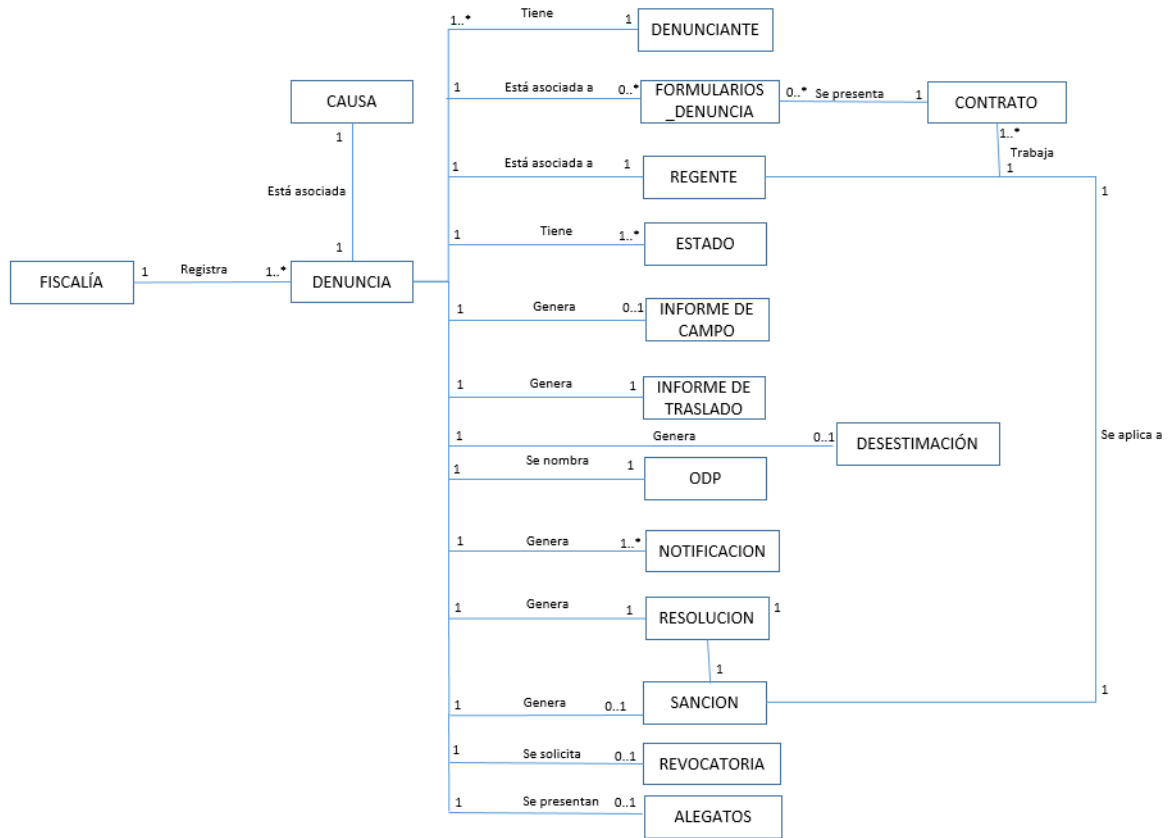 1..* Tiene 1 DENUNCIANTE
1 Está asociada a 0..* FORMULARIOS
_DENUNCIA
0..* Se presenta 1 CONTRATO
CAUSA
1
Está asociada
1
1..*
Trabaja
1
1 Está asociada a 1 REGENTE
1
1 Tiene 1..* ESTADO
FISCALÍA 1 Registra 1..* DENUNCIA
1 Genera 0..1 INFORME DE
CAMPO
1 Genera 1 INFORME DE
TRASLADO
1 Genera 0..1 DESESTIMACIÓN
Se aplica a
1 Se nombra 1 ODP
1 Genera 1..* NOTIFICACION
1 Genera 1 RESOLUCION 1
1
1 Genera 0..1 SANCION 1
1 Se solicita 0..1 REVOCATORIA
1 Se presentan 0..1 ALEGATOS